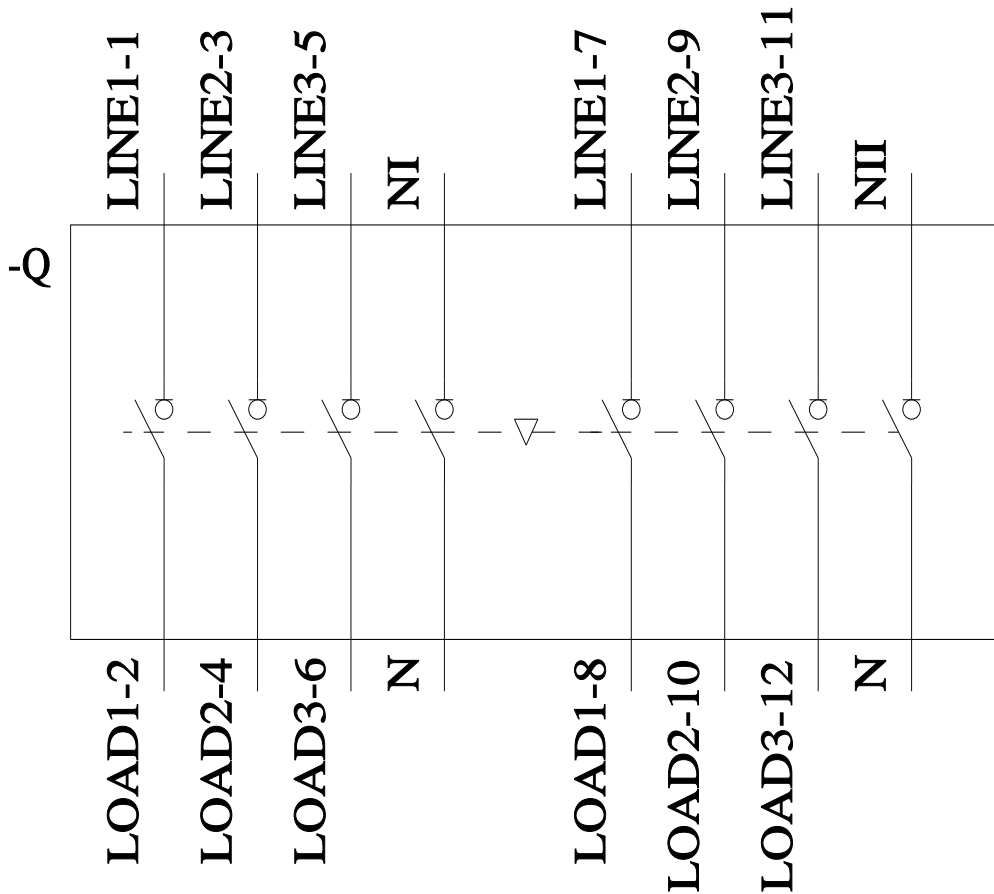 LINE1-1
LINE2-3
LINE3-5
NI
LINE1-7
LINE2-9
LINE3-11
NII
-Q
LOAD1-2
LOAD2-4
LOAD3-6
N
LOAD1-8
LOAD2-10
LOAD3-12
N